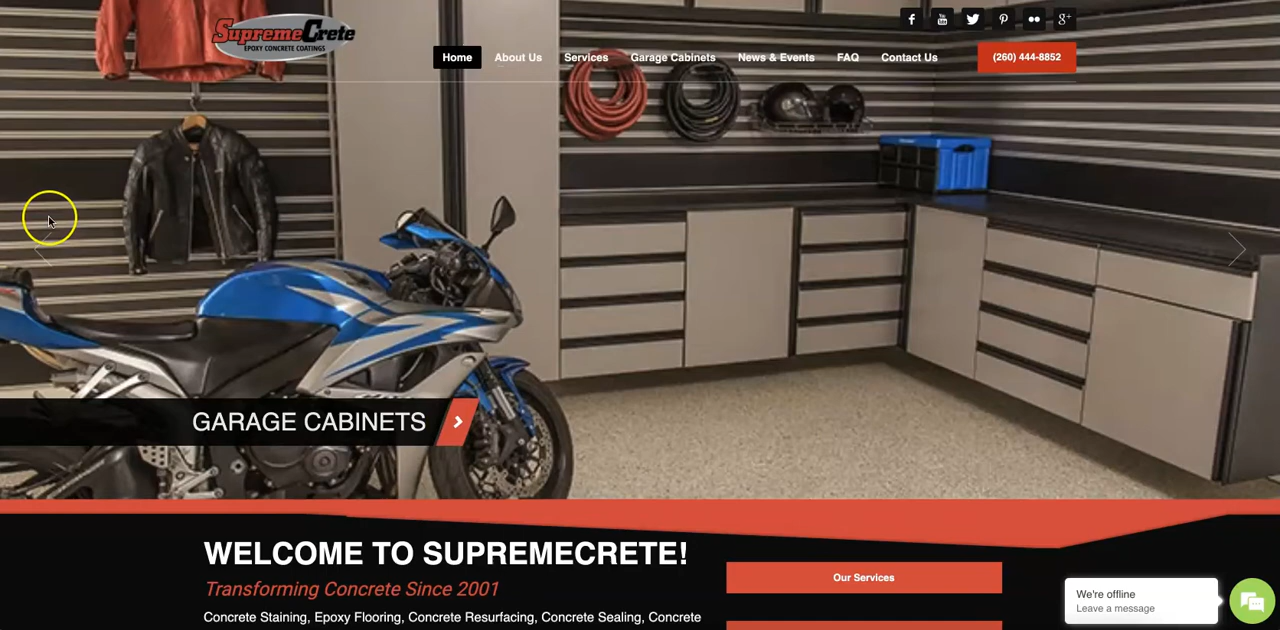 SupremeCrete
EPOXY CONCRETE COATINGS
Home About Us Services Garage Cabinets News & Events FAQ Contact Us (260) 444-8852
GARAGE CABINETS
WELCOME TO SUPREMECRETE!
Transforming Concrete Since 2001
Concrete Staining, Epoxy Flooring, Concrete Resurfacing, Concrete Sealing, Concrete
Our Services
We're offline
Leave a message